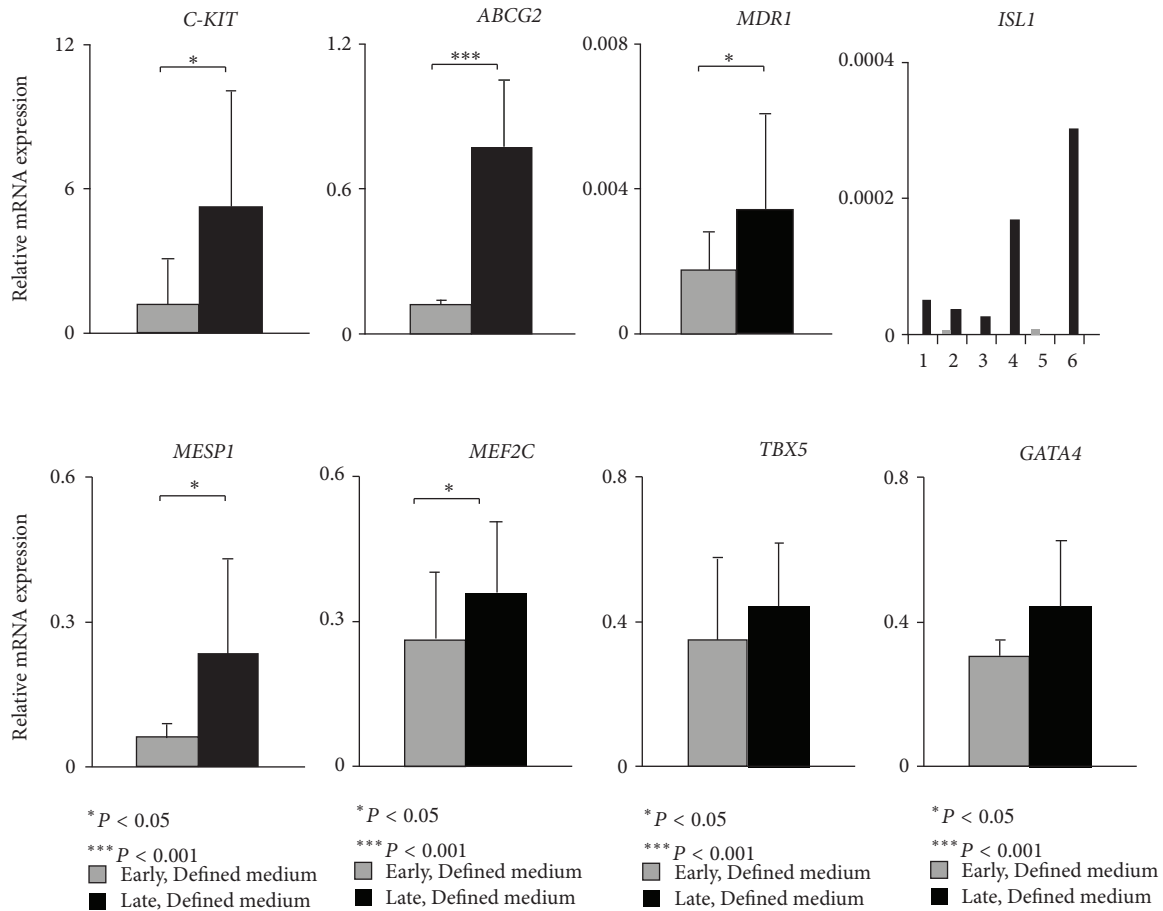 C-KIT
ABCG2
MDR1
ISL1
Relative mRNA expression
12
6
0
*
1.2
0.6
0
***
0.008
0.004
0
*
0.0004
0.0002
0
1 2 3 4 5 6
MESP1
MEF2C
TBX5
GATA4
Relative mRNA expression
0.6
0.3
0
*
0.6
0.3
0
*
0.8
0.4
0
0.8
0.4
0
*P < 0.05
***P < 0.001
Early, Defined medium
Late, Defined medium
*P < 0.05
***P < 0.001
Early, Defined medium
Late, Defined medium
*P < 0.05
***P < 0.001
Early, Defined medium
Late, Defined medium
*P < 0.05
***P < 0.001
Early, Defined medium
Late, Defined medium